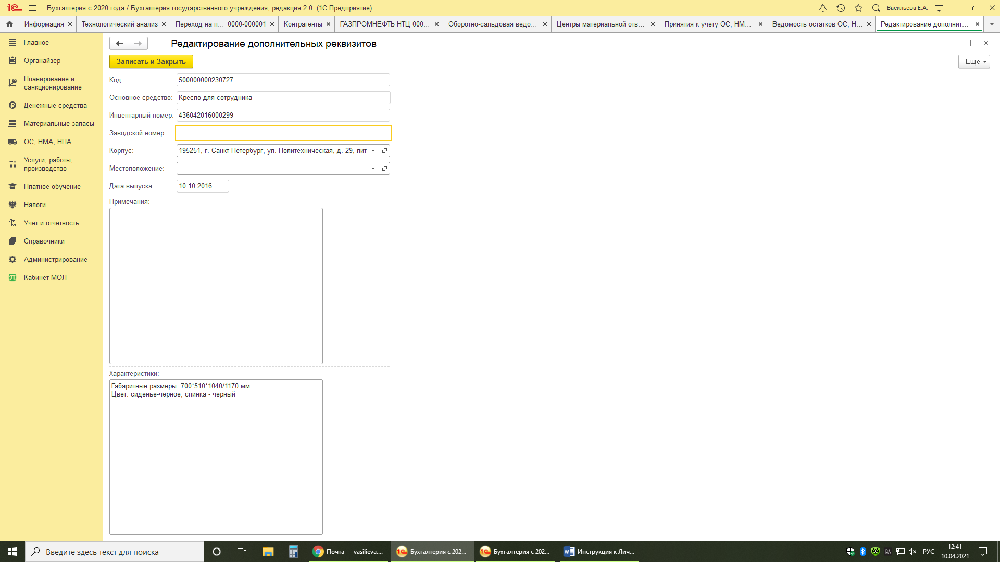 Бухгалтерия с 2020 года / Бухгалтерия государственного учреждения, редакция 2.0 (1С:Предприятие)
Васильева Е.А.
Информация
Технологический анализ
Переход на п... 0000-000001
Контрагенты
ГАЗПРОМНЕФТЬ НТЦ 000...
Оборотно-сальдовая ведо...
Центры материальной отв...
Принятия к учету ОС, НМ...
Ведомость остатков ОС, Н...
Редактирование дополнит...
Главное
Органайзер
Планирование и
санкционирование
Денежные средства
Материальные запасы
ОС, НМА, НПА
Услуги, работы,
производство
Платное обучение
Налоги
Учет и отчетность
Справочники
Администрирование
Кабинет МОЛ
Редактирование дополнительных реквизитов
Записать и Закрыть
Еще
Код: 500000000230727
Основное средство: Кресло для сотрудника
Инвентарный номер: 436042016000299
Заводской номер:
Корпус: 195251, г. Санкт-Петербург, ул. Политехническая, д. 29, лит
Местоположение:
Дата выпуска: 10.10.2016
Примечания:
Характеристики:
Габаритные размеры: 700*510*1040/1170 мм
Цвет: сиденье-черное, спинка - черный
Введите здесь текст для поиска
Почта — vasilieva....
Бухгалтерия с 202...
Бухгалтерия с 202...
Инструкция к Лич...
РУС
12:41
10.04.2021